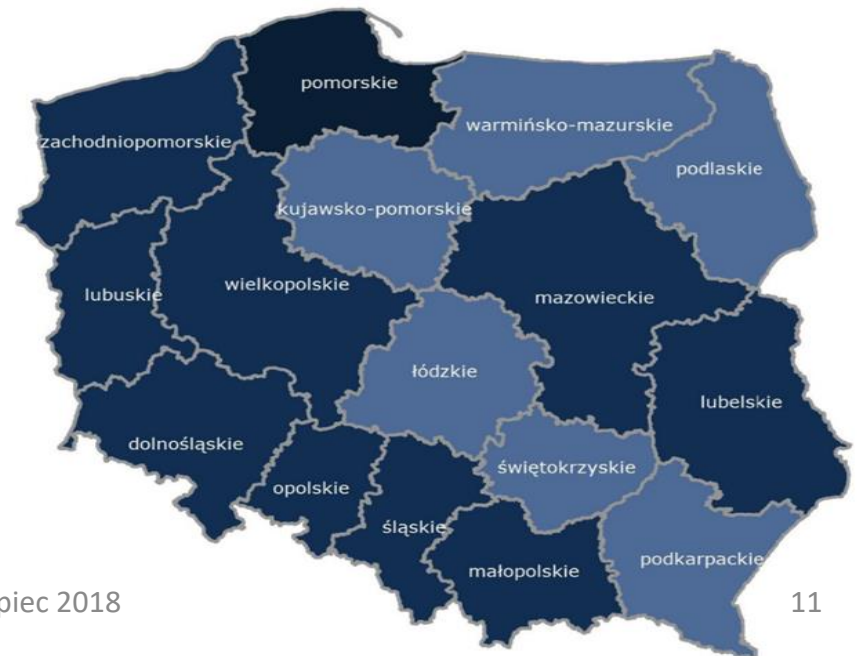 pomorskie
zachodniopomorskie
warmińsko-mazurskie
podlaskie
kujawsko-pomorskie
wielkopolskie
lubuskie
mazowieckie
łódzkie
lubelskie
dolnośląskie
świętokrzyskie
opolskie
śląskie
małopolskie
podkarpackie
piec 2018
11